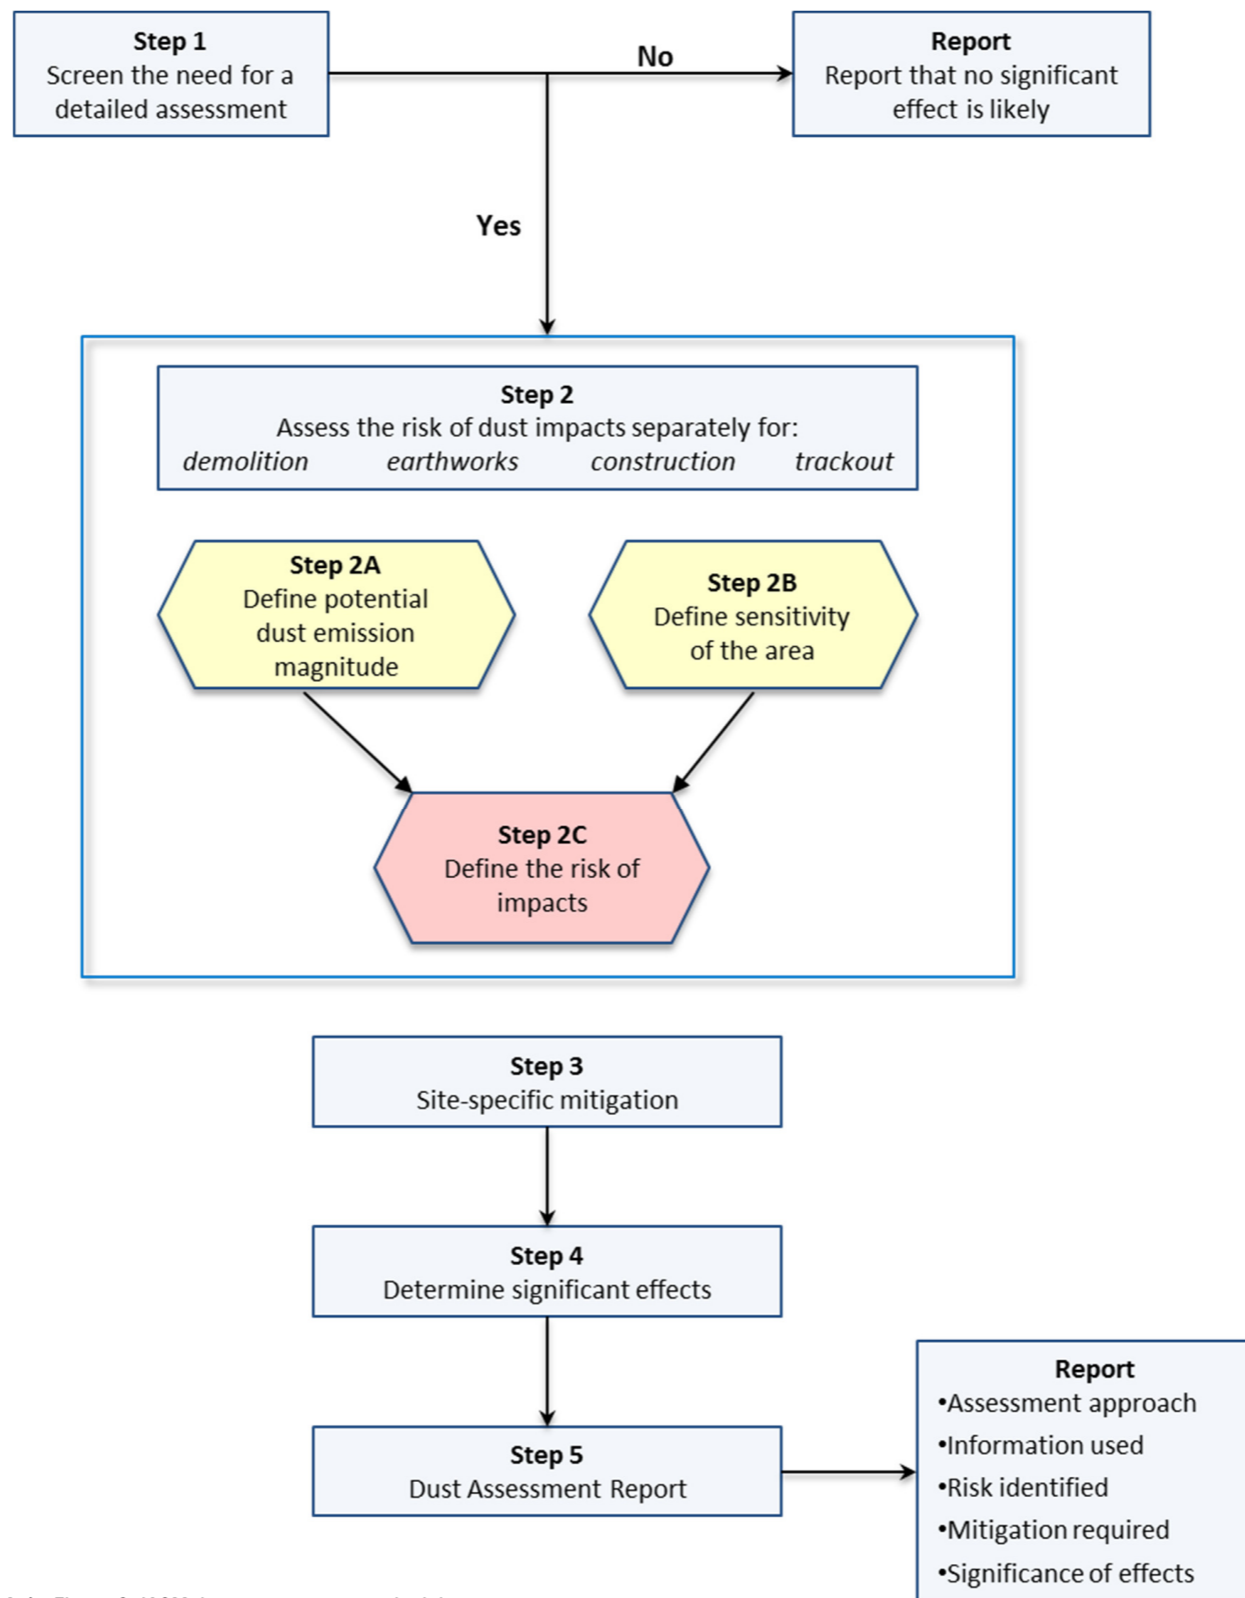 Step 1
Screen the need for a
detailed assessment
No
Report
Report that no significant
effect is likely
Yes
Step 2
Assess the risk of dust impacts separately for:
demolition earthworks construction trackout
Step 2A
Define potential
dust emission
magnitude
Step 2B
Define sensitivity
of the area
Step 2C
Define the risk of
impacts
Step 3
Site-specific mitigation
Step 4
Determine significant effects
Step 5
Dust Assessment Report
Report
•Assessment approach
•Information used
•Risk identified
•Mitigation required
•Significance of effects